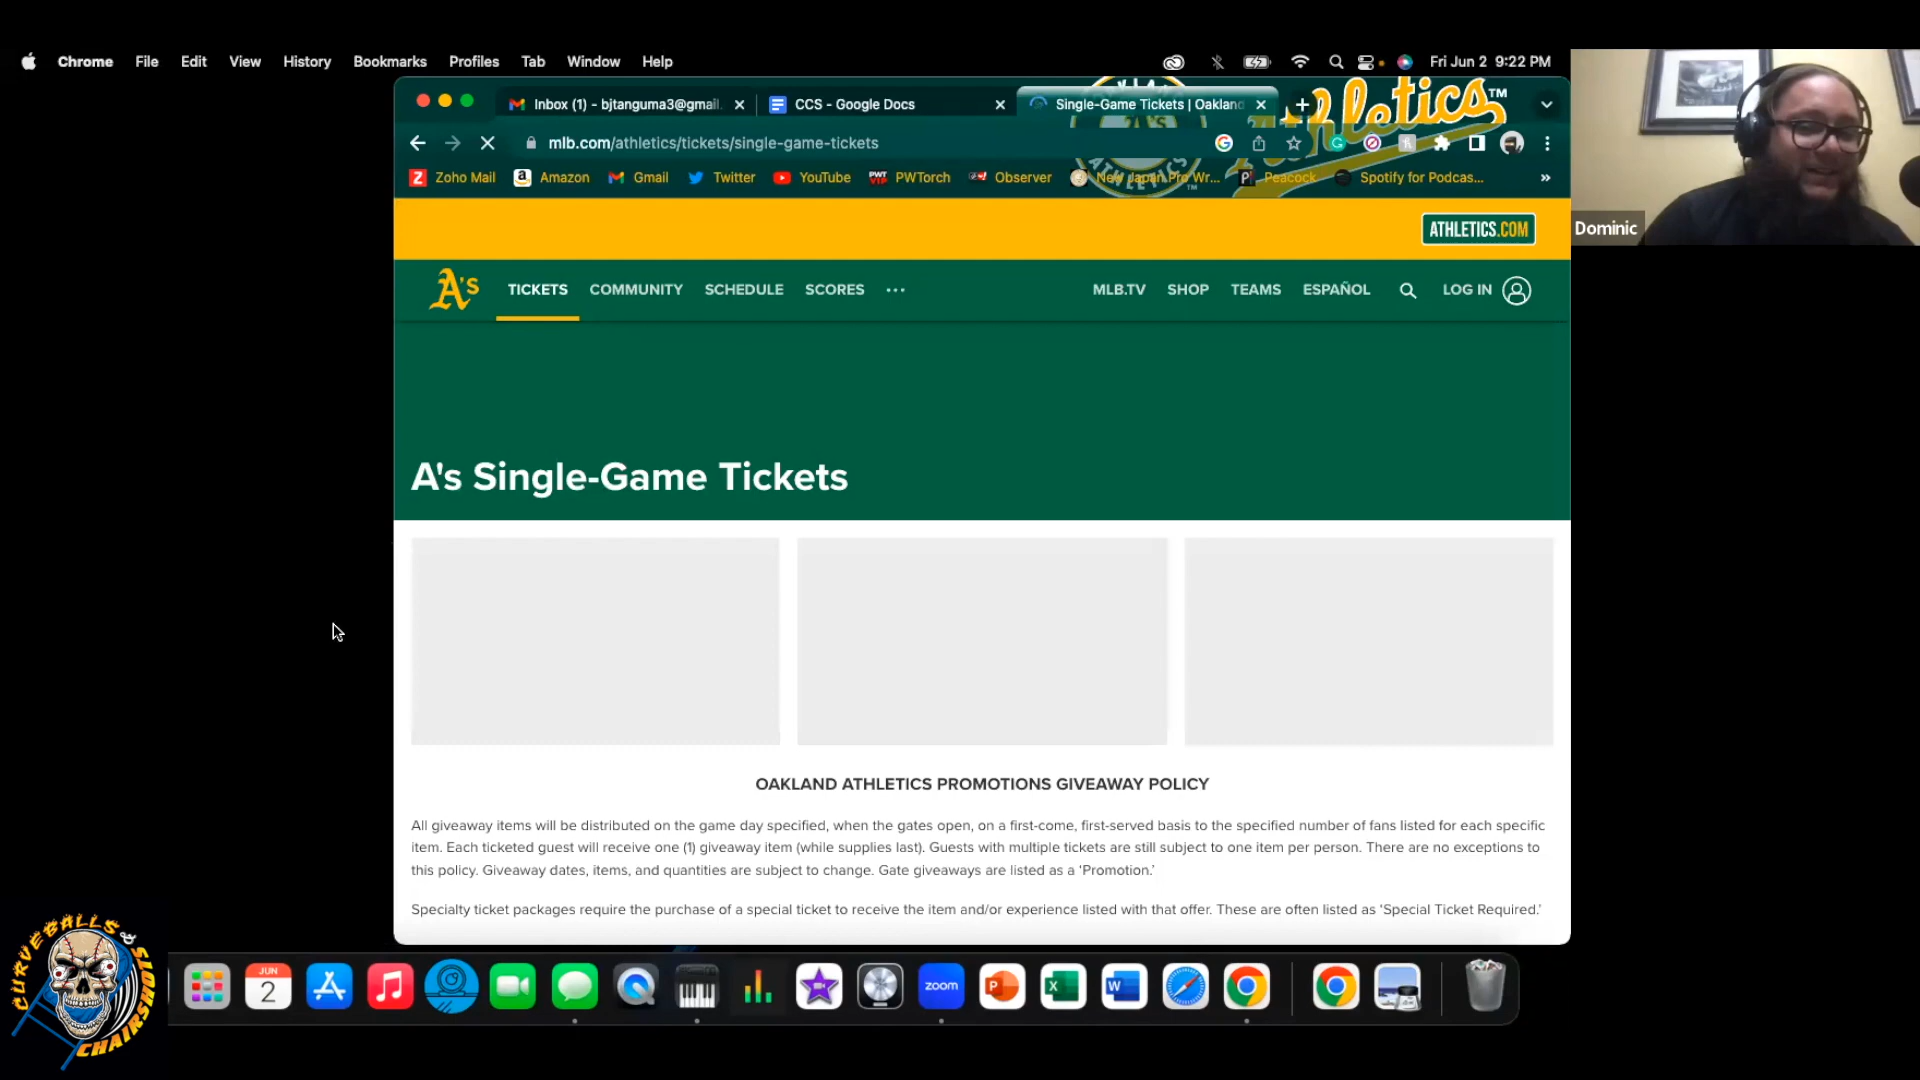 Chrome File Edit View History Bookmarks Profiles Tab Window Help Fri Jun 2 9:22 PM
Inbox (1) - bjtanguma3@gmail. CCS - Google Docs Single-Game Tickets | Oakland
Athletics™
mlb.com/athletics/tickets/single-game-tickets
ATHLETICS
Zoho Mail Amazon Gmail Twitter YouTube PWTorch Observer New Japan Pro Wr... Peacock Spotify for Podcas... »
Dominic
ATHLETICS.COM
A's TICKETS COMMUNITY SCHEDULE SCORES ... MLB.TV SHOP TEAMS ESPAÑOL LOG IN
A's Single-Game Tickets
OAKLAND ATHLETICS PROMOTIONS GIVEAWAY POLICY
All giveaway items will be distributed on the game day specified, when the gates open, on a first-come, first-served basis to the specified number of fans listed for each specific
item. Each ticketed guest will receive one (1) giveaway item (while supplies last). Guests with multiple tickets are still subject to one item per person. There are no exceptions to
this policy. Giveaway dates, items, and quantities are subject to change. Gate giveaways are listed as a ‘Promotion.’
Specialty ticket packages require the purchase of a special ticket to receive the item and/or experience listed with that offer. These are often listed as ‘Special Ticket Required.’
CURVEBALLS & CHAIRSHOTS
JUN
2
zoom
P X W